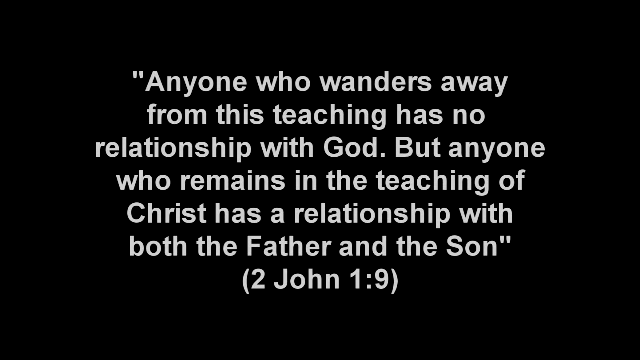 "Anyone who wanders away
from this teaching has no
relationship with God. But anyone
who remains in the teaching of
Christ has a relationship with
both the Father and the Son"
(2 John 1:9)